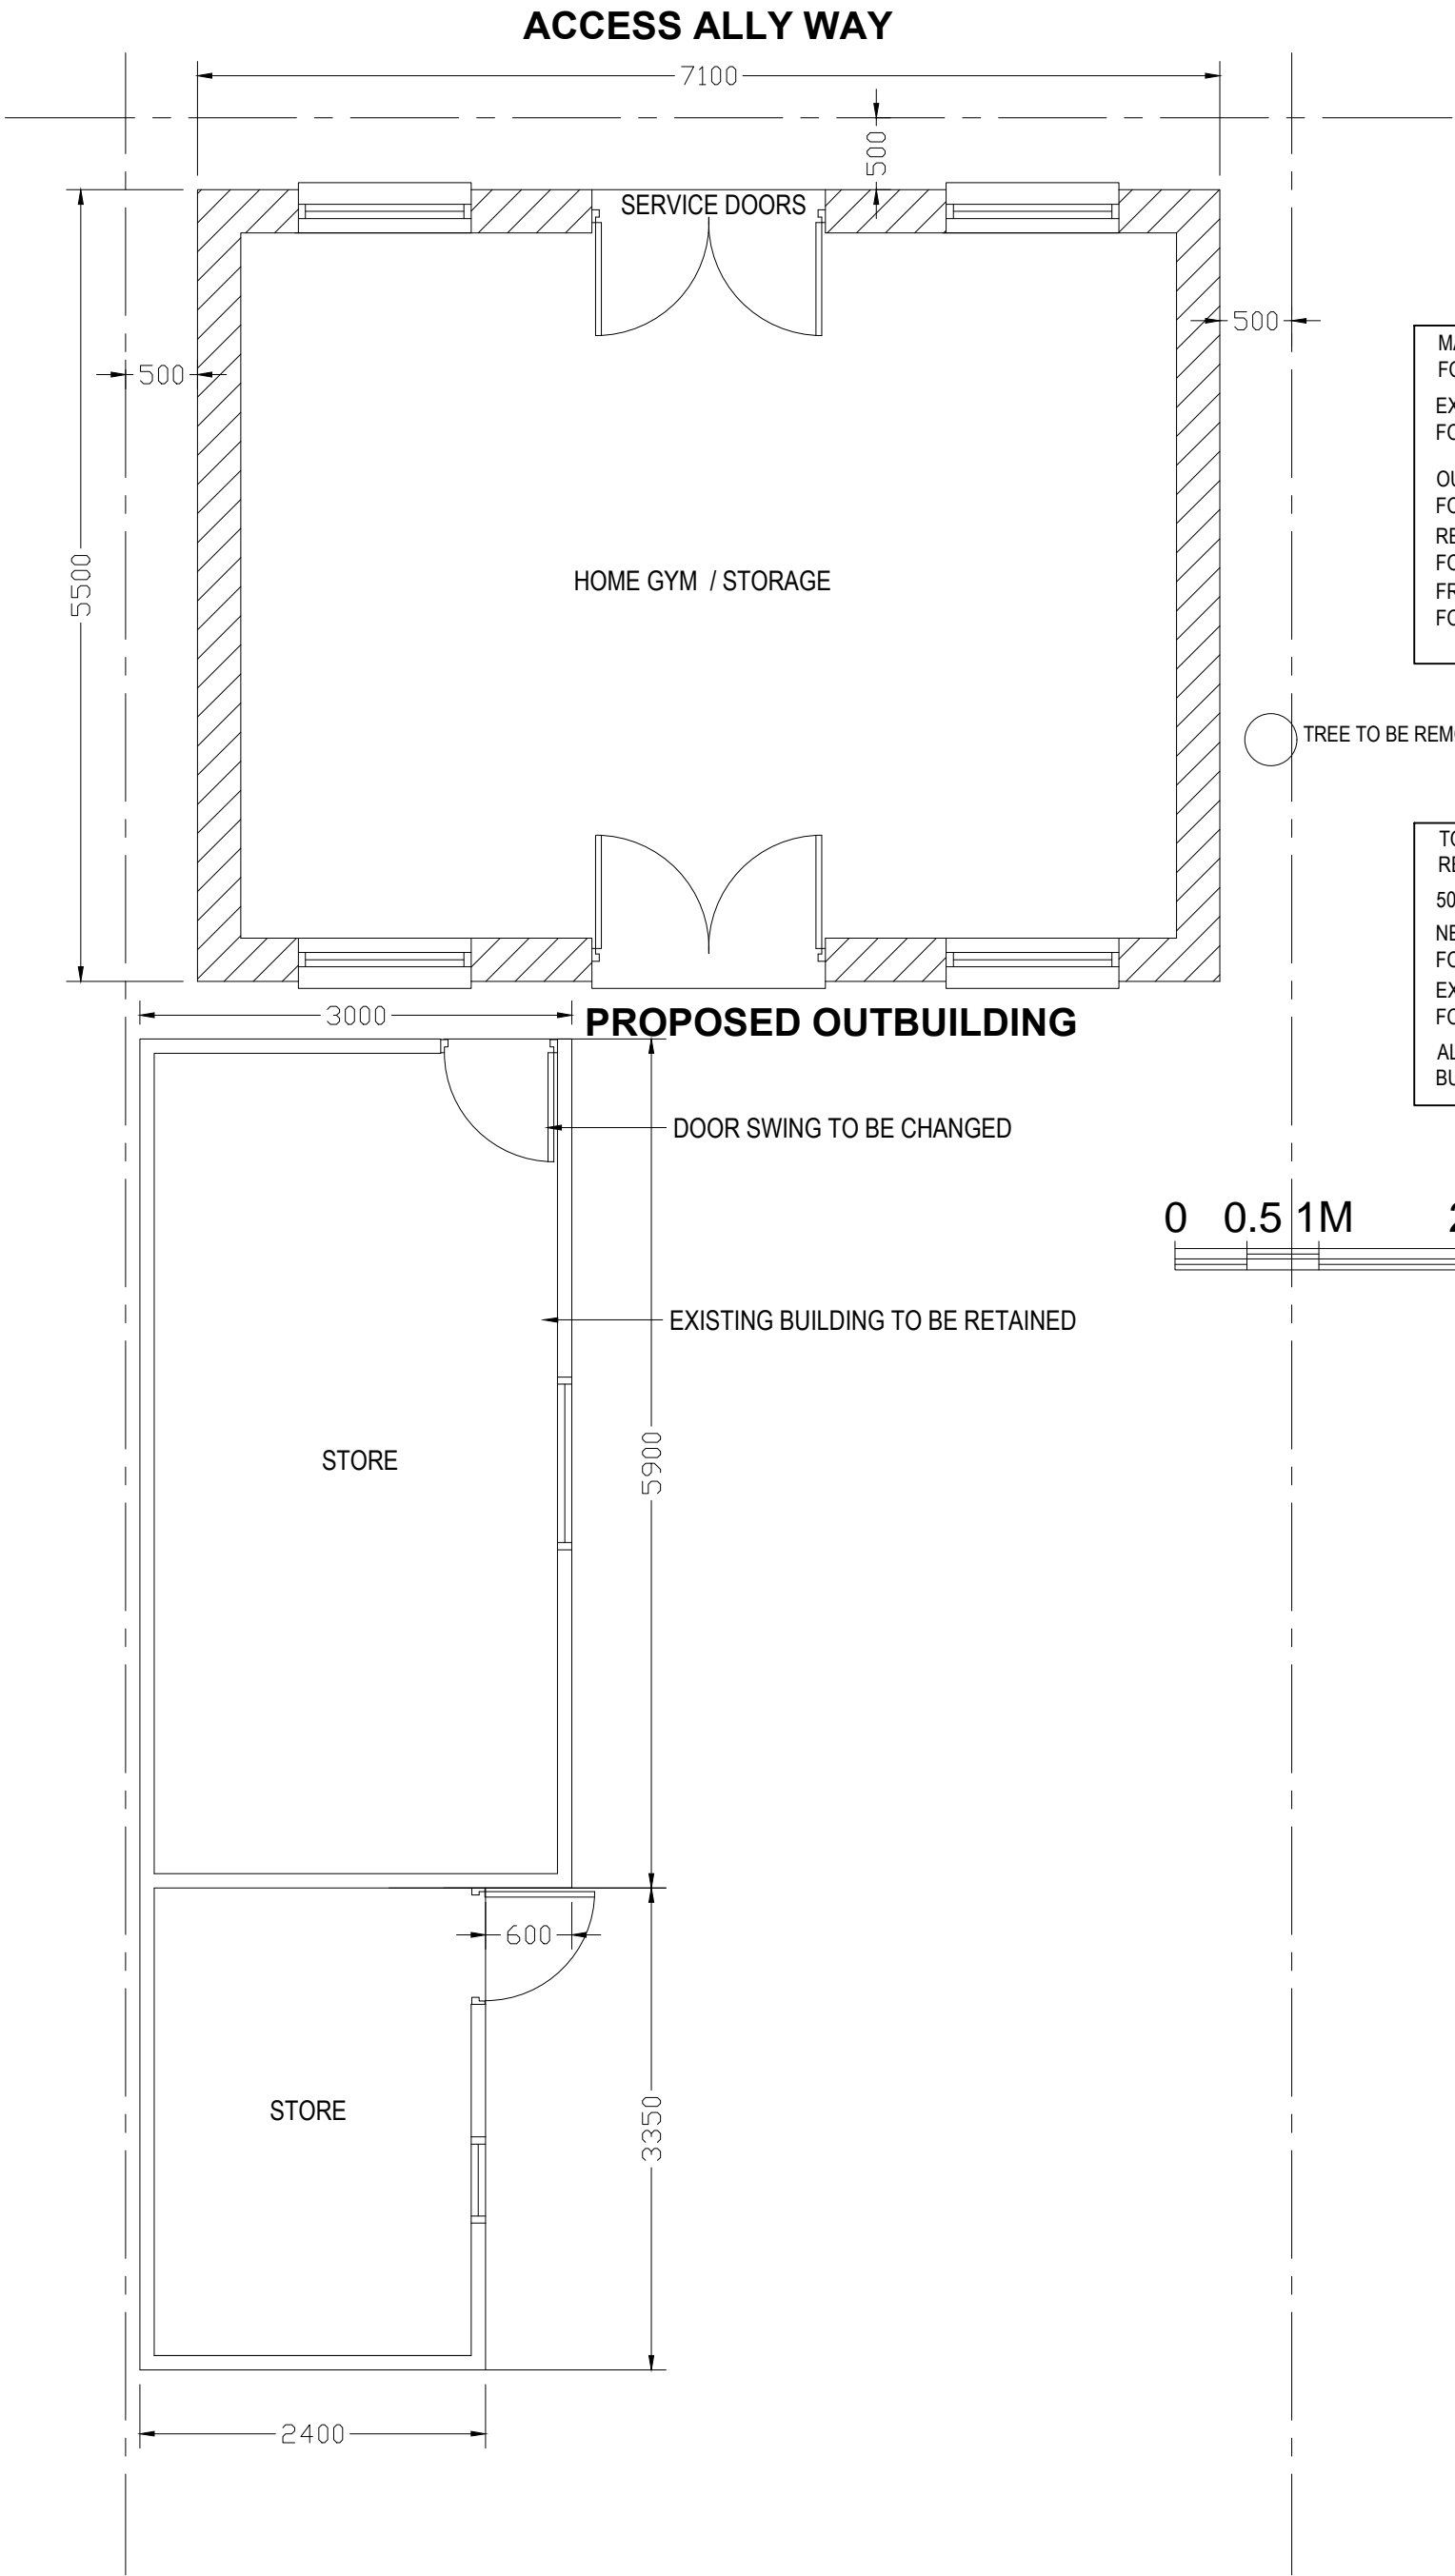 ACCESS ALLY WAY
7100
500
SERVICE DOORS
500
500
5500
HOME GYM / STORAGE
TREE TO BE
3000
PROPOSED OUTBUILDING
DOOR SWING TO BE CHANGED
0 0.5 1M
EXISTING BUILDING TO BE RETAINED
STORE
5900
600
STORE
3350
2400